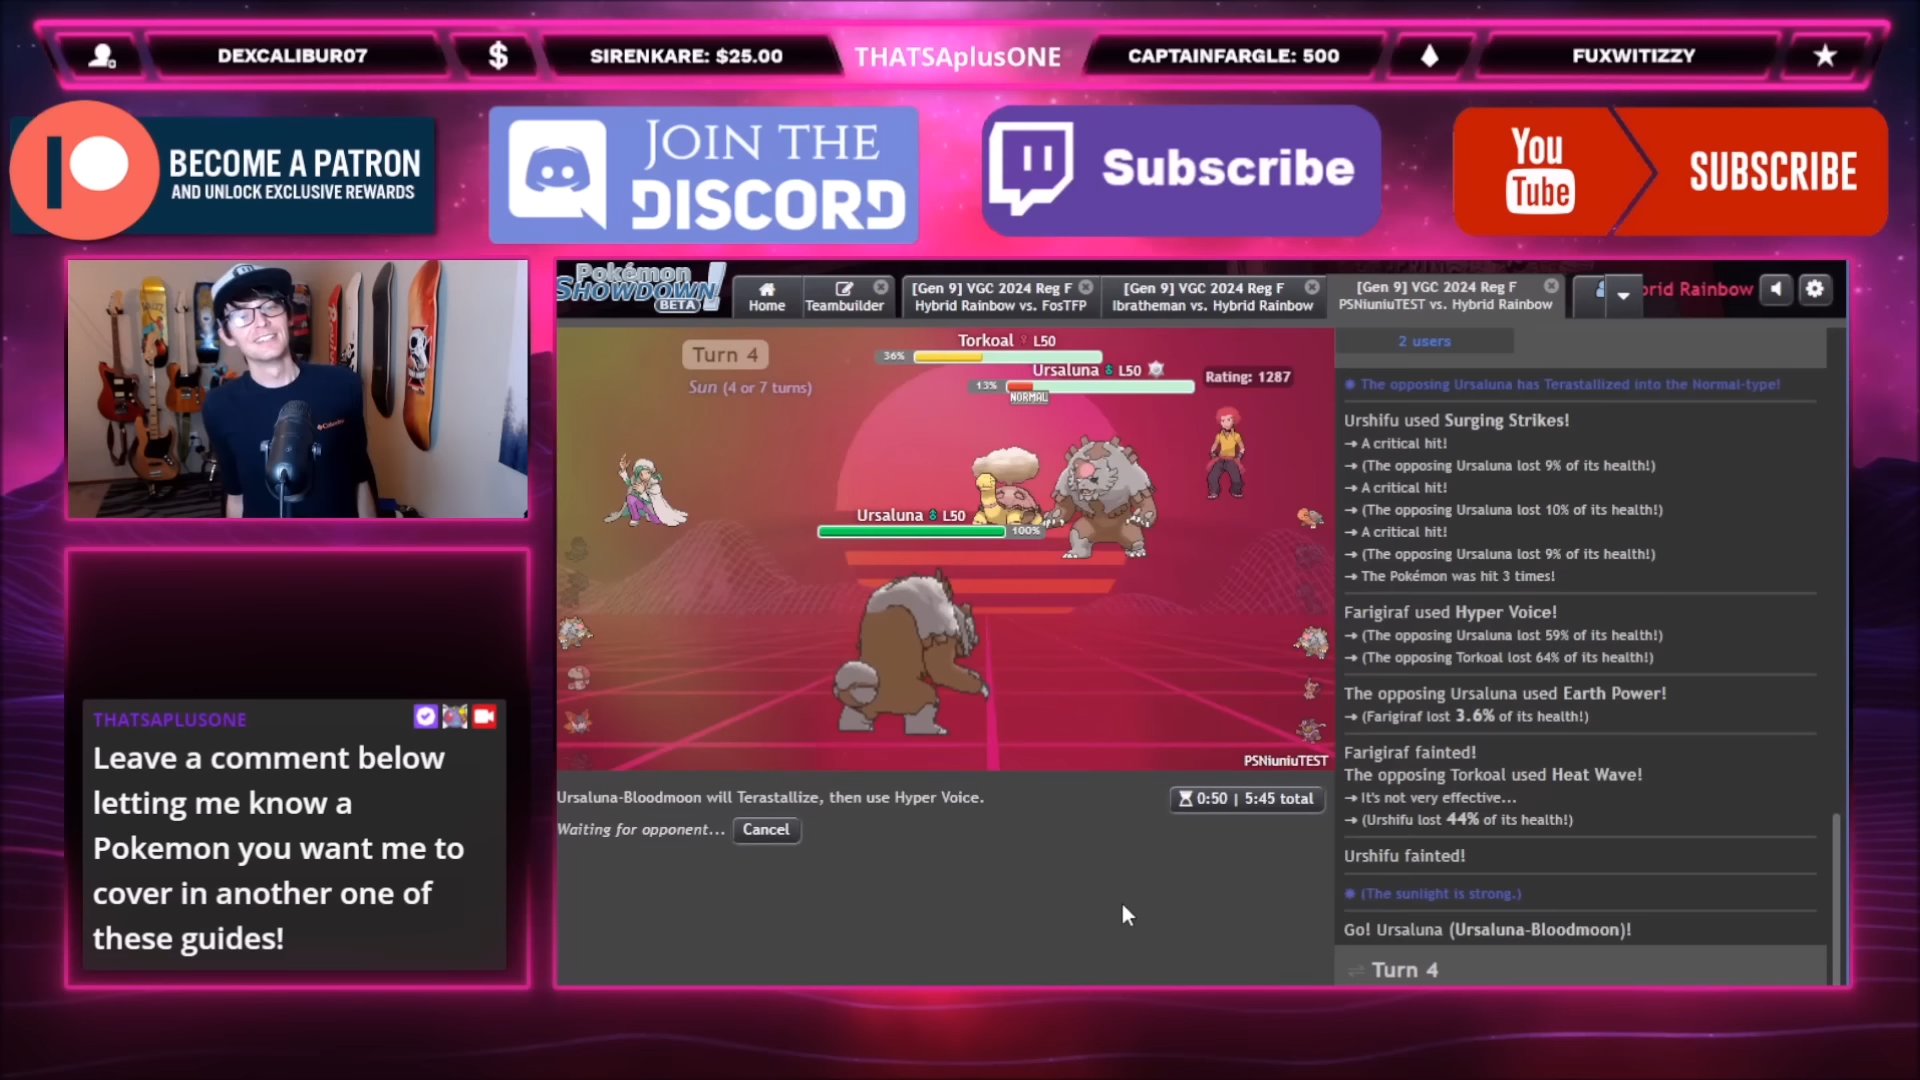 DEXCALIBUR07
$
SIRENKARE: $25.00
THATSAplusONE
CAPTAINFARGLE: 500
FUXWITIZZY
BECOME A PATRON
AND UNLOCK EXCLUSIVE REWARDS
JOIN THE
DISCORD
Subscribe
You
Tube
SUBSCRIBE
Pokémon
SHOWDOWN!
BETA
Home
Teambuilder
[Gen 9] VGC 2024 Reg F
Hybrid Rainbow vs. FosTFP
[Gen 9] VGC 2024 Reg F
Ibratheman vs. Hybrid Rainbow
[Gen 9] VGC 2024 Reg F
PSNiuniuTEST vs. Hybrid Rainbow
brid Rainbow
Turn 4
Sun (4 or 7 turns)
Torkoal ♀ L50
36%
Ursaluna ♂ L50
13%
NORMAL
Rating: 1287
Ursaluna ♂ L50
100%
PSNiuniuTEST
Ursaluna-Bloodmoon will Terastallize, then use Hyper Voice.
0:50 | 5:45 total
Waiting for opponent...
Cancel
2 users
The opposing Ursaluna has Terastallized into the Normal-type!
Urshifu used Surging Strikes!
→ A critical hit!
→ (The opposing Ursaluna lost 9% of its health!)
→ A critical hit!
→ (The opposing Ursaluna lost 10% of its health!)
→ A critical hit!
→ (The opposing Ursaluna lost 9% of its health!)
→ The Pokémon was hit 3 times!
Farigiraf used Hyper Voice!
→ (The opposing Ursaluna lost 59% of its health!)
→ (The opposing Torkoal lost 64% of its health!)
The opposing Ursaluna used Earth Power!
→ (Farigiraf lost 3.6% of its health!)
Farigiraf fainted!
The opposing Torkoal used Heat Wave!
→ It's not very effective...
→ (Urshifu lost 44% of its health!)
Urshifu fainted!
(The sunlight is strong.)
Go! Ursaluna (Ursaluna-Bloodmoon)!
Turn 4
THATSAPLUSONE
Leave a comment below
letting me know a
Pokemon you want me to
cover in another one of
these guides!